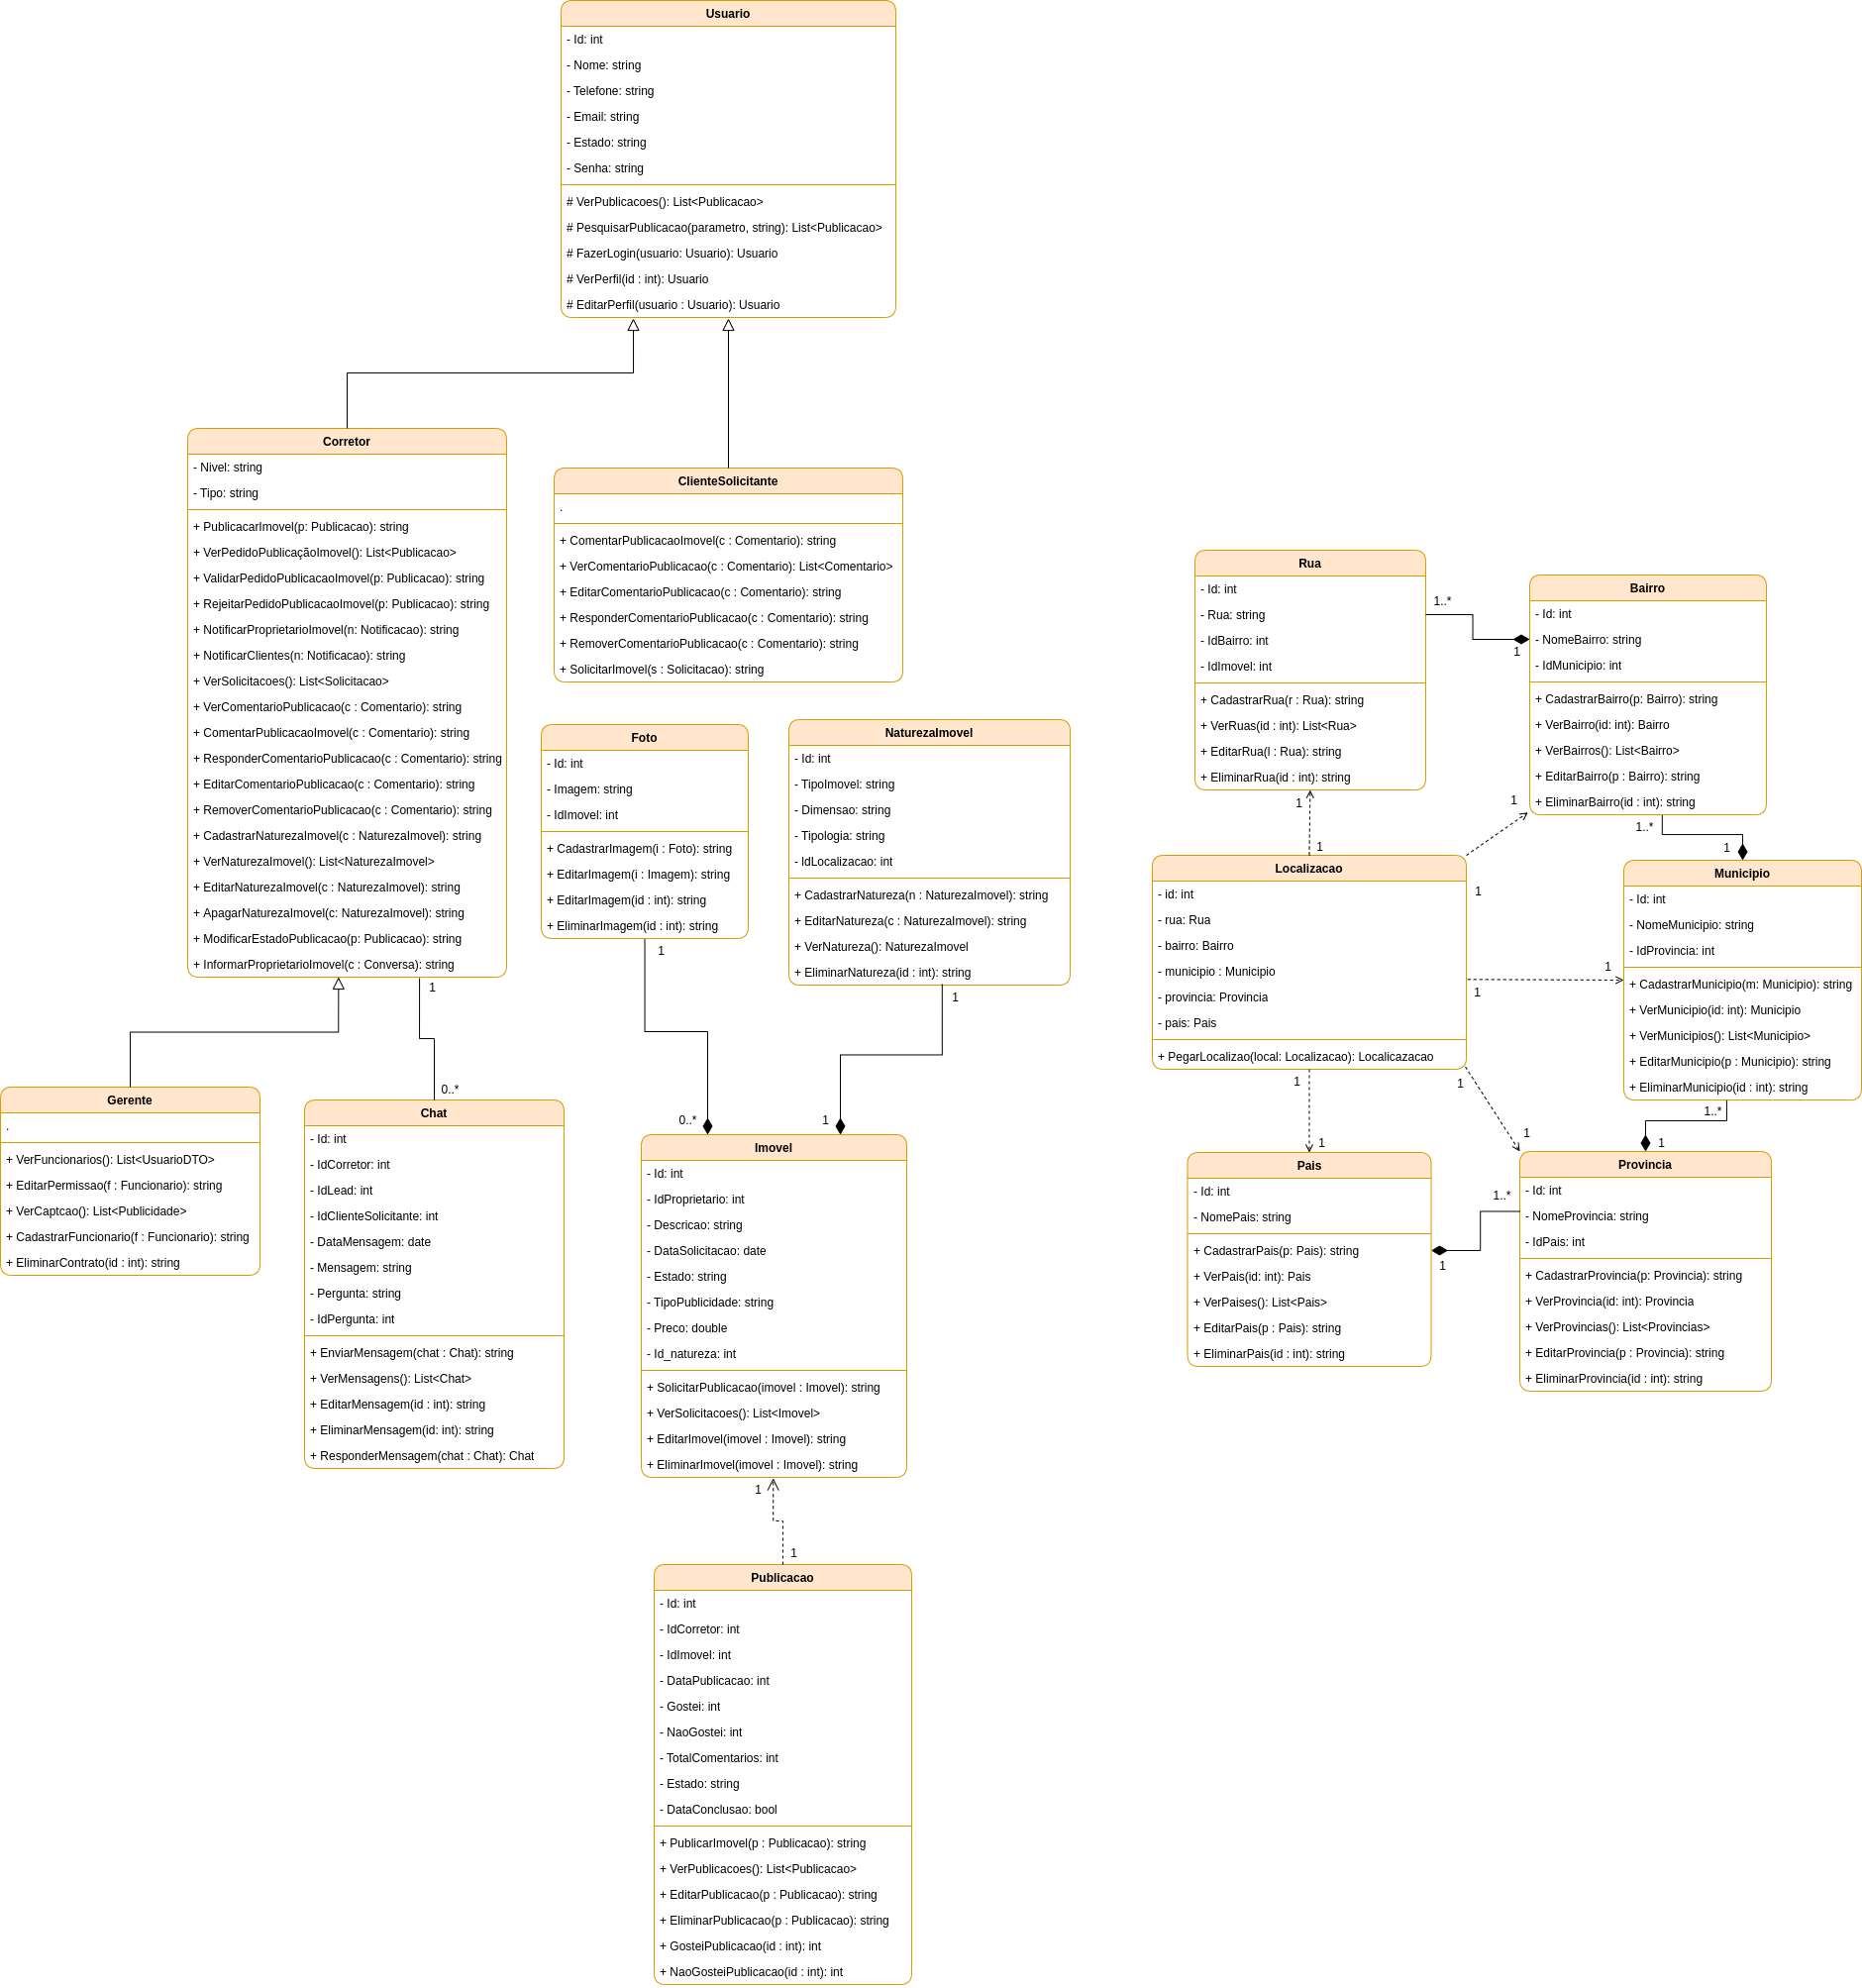 Usuario
- Id: int
- Nome: string
- Telefone: string
- Email: string
- Estado: string
- Senha: string
# VerPublicacoes(): List<Publicacao>
# PesquisarPublicacao(parametro, string): List<Publicacao>
# FazerLogin(usuario: Usuario): Usuario
# VerPerfil(id : int): Usuario
# EditarPerfil(usuario : Usuario): Usuario
Corretor
- Nivel: string
- Tipo: string
+ PublicacarImovel(p: Publicacao): string
+ VerPedidoPublicaçãoImovel(): List<Publicacao>
+ ValidarPedidoPublicacaoImovel(p: Publicacao): string
+ RejeitarPedidoPublicacaoImovel(p: Publicacao): string
+ NotificarProprietarioImovel(n: Notificacao): string
+ NotificarClientes(n: Notificacao): string
+ VerSolicitacoes(): List<Solicitacao>
+ VerComentarioPublicacao(c : Comentario): string
+ ComentarPublicacaoImovel(c : Comentario): string
+ ResponderComentarioPublicacao(c : Comentario): string
+ EditarComentarioPublicacao(c : Comentario): string
+ RemoverComentarioPublicacao(c : Comentario): string
+ CadastrarNaturezaImovel(c : NaturezaImovel): string
+ VerNaturezaImovel(): List<NaturezaImovel>
+ EditarNaturezaImovel(c : NaturezaImovel): string
+ ApagarNaturezaImovel(c: NaturezaImovel): string
+ ModificarEstadoPublicacao(p: Publicacao): string
+ InformarProprietarioImovel(c : Conversa): string
1
ClienteSolicitante
.
+ ComentarPublicacaoImovel(c : Comentario): string
+ VerComentarioPublicacao(c : Comentario): List<Comentario>
+ EditarComentarioPublicacao(c : Comentario): string
+ ResponderComentarioPublicacao(c : Comentario): string
+ RemoverComentarioPublicacao(c : Comentario): string
+ SolicitarImovel(s : Solicitacao): string
Foto
- Id: int
- Imagem: string
- IdImovel: int
+ CadastrarImagem(i : Foto): string
+ EditarImagem(i : Imagem): string
+ EditarImagem(id : int): string
+ EliminarImagem(id : int): string
1
NaturezaImovel
- Id: int
- TipoImovel: string
- Dimensao: string
- Tipologia: string
- IdLocalizacao: int
+ CadastrarNatureza(n : NaturezaImovel): string
+ EditarNatureza(c : NaturezaImovel): string
+ VerNatureza(): NaturezaImovel
+ EliminarNatureza(id : int): string
1
Rua
- Id: int
- Rua: string
- IdBairro: int
- IdImovel: int
+ CadastrarRua(r : Rua): string
+ VerRuas(id : int): List<Rua>
+ EditarRua(l : Rua): string
+ EliminarRua(id : int): string
1..*
1
1
1
Bairro
- Id: int
- NomeBairro: string
- IdMunicipio: int
+ CadastrarBairro(p: Bairro): string
+ VerBairro(id: int): Bairro
+ VerBairros(): List<Bairro>
+ EditarBairro(p : Bairro): string
+ EliminarBairro(id : int): string
1
1..*
1
Localizacao
- id: int
- rua: Rua
- bairro: Bairro
- municipio : Municipio
- provincia: Provincia
- pais: Pais
+ PegarLocalizao(local: Localizacao): Localicazacao
1
1
1
1
1
Municipio
- Id: int
- NomeMunicipio: string
- IdProvincia: int
+ CadastrarMunicipio(m: Municipio): string
+ VerMunicipio(id: int): Municipio
+ VerMunicipios(): List<Municipio>
+ EditarMunicipio(p : Municipio): string
+ EliminarMunicipio(id : int): string
1..*
1
1
1
Gerente
.
+ VerFuncionarios(): List<UsuarioDTO>
+ EditarPermissao(f : Funcionario): string
+ VerCaptcao(): List<Publicidade>
+ CadastrarFuncionario(f : Funcionario): string
+ EliminarContrato(id : int): string
0..*
Chat
- Id: int
- IdCorretor: int
- IdLead: int
- IdClienteSolicitante: int
- DataMensagem: date
- Mensagem: string
- Pergunta: string
- IdPergunta: int
+ EnviarMensagem(chat : Chat): string
+ VerMensagens(): List<Chat>
+ EditarMensagem(id : int): string
+ EliminarMensagem(id: int): string
+ ResponderMensagem(chat : Chat): Chat
0..*
1
Imovel
- Id: int
- IdProprietario: int
- Descricao: string
- DataSolicitacao: date
- Estado: string
- TipoPublicidade: string
- Preco: double
- Id_natureza: int
+ SolicitarPublicacao(imovel : Imovel): string
+ VerSolicitacoes(): List<Imovel>
+ EditarImovel(imovel : Imovel): string
+ EliminarImovel(imovel : Imovel): string
1
1
Pais
- Id: int
- NomePais: string
+ CadastrarPais(p: Pais): string
+ VerPais(id: int): Pais
+ VerPaises(): List<Pais>
+ EditarPais(p : Pais): string
+ EliminarPais(id : int): string
1..*
1
Provincia
- Id: int
- NomeProvincia: string
- IdPais: int
+ CadastrarProvincia(p: Provincia): string
+ VerProvincia(id: int): Provincia
+ VerProvincias(): List<Provincias>
+ EditarProvincia(p : Provincia): string
+ EliminarProvincia(id : int): string
Publicacao
- Id: int
- IdCorretor: int
- IdImovel: int
- DataPublicacao: int
- Gostei: int
- NaoGostei: int
- TotalComentarios: int
- Estado: string
- DataConclusao: bool
+ PublicarImovel(p : Publicacao): string
+ VerPublicacoes(): List<Publicacao>
+ EditarPublicacao(p : Publicacao): string
+ EliminarPublicacao(p : Publicacao): string
+ GosteiPublicacao(id : int): int
+ NaoGosteiPublicacao(id : int): int